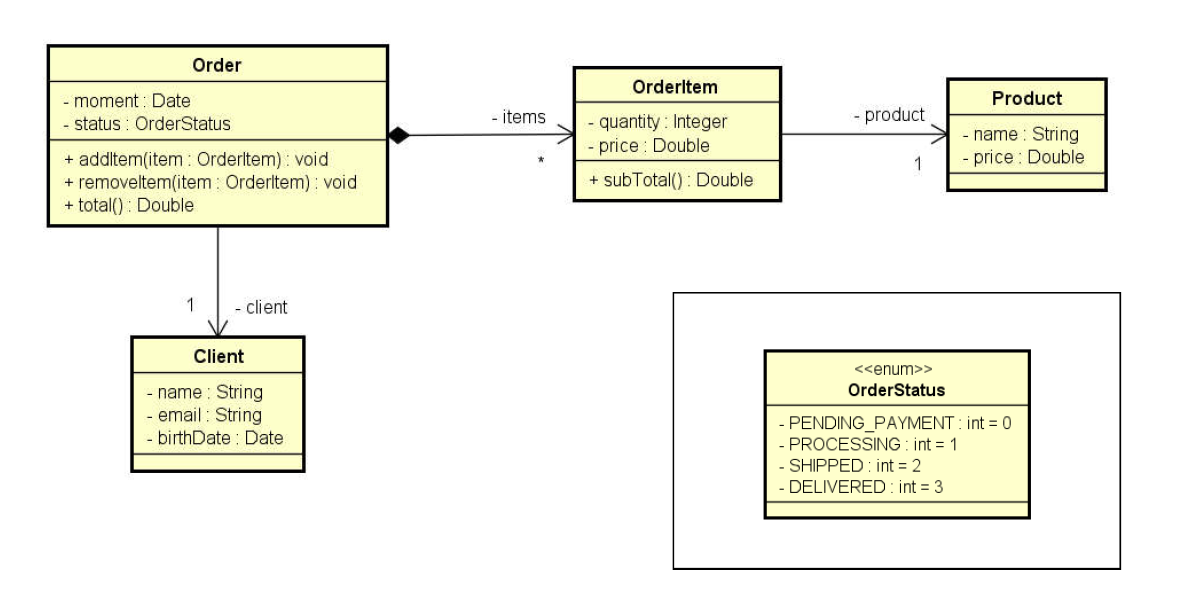 Order
- moment : Date
- status : OrderStatus
+ addItem(item : OrderItem) : void
+ removeItem(item : OrderItem) : void
+ total() : Double
- items
*
OrderItem
- quantity : Integer
- price : Double
+ subTotal() : Double
- product
1
Product
- name : String
- price : Double
1
- client
Client
- name : String
- email : String
- birthDate : Date
<<enum>>
OrderStatus
- PENDING_PAYMENT : int = 0
- PROCESSING : int = 1
- SHIPPED : int = 2
- DELIVERED : int = 3